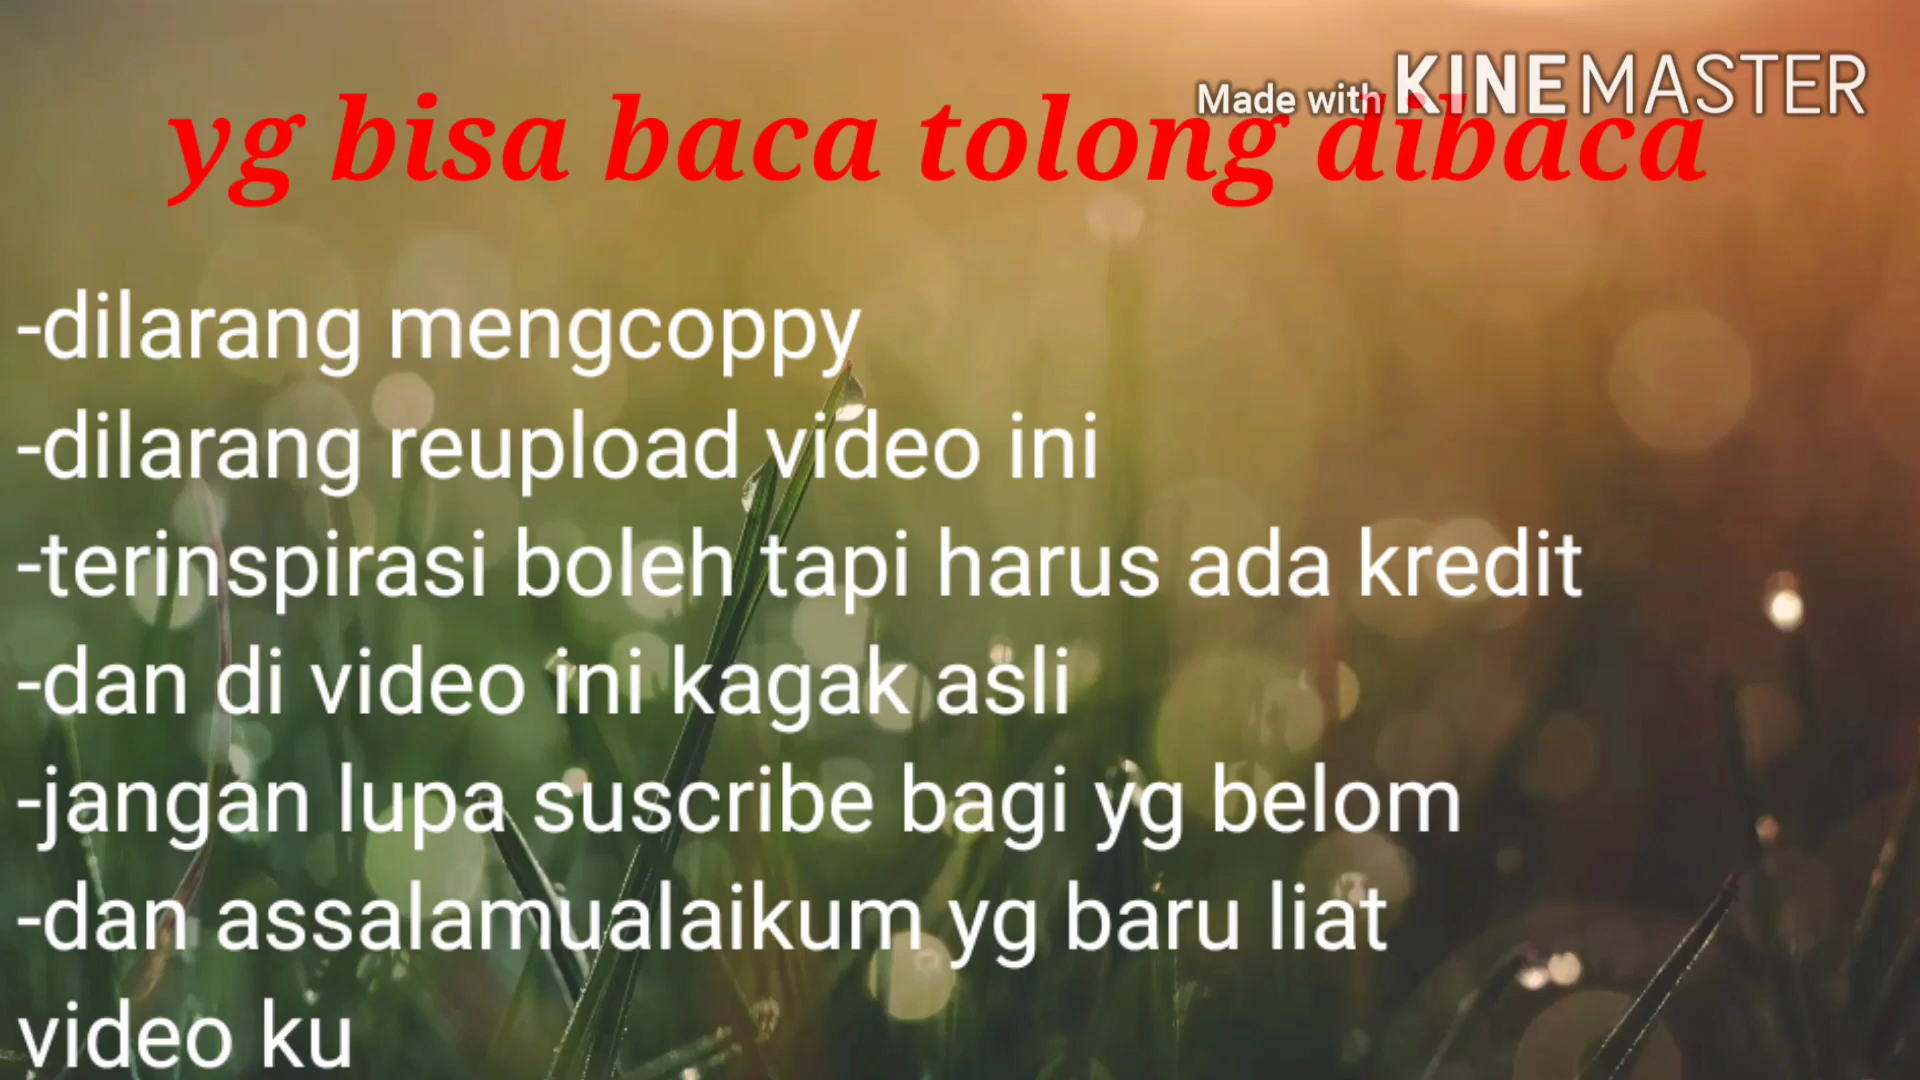 Made with KINEMASTER
yg bisa baca tolong dibaca
-dilarang mengcoppy
-dilarang reupload video ini
-terinspirasi boleh tapi harus ada kredit
-dan di video ini kagak asli
-jangan lupa suscribe bagi yg belom
-dan assalamualaikum yg baru liat
video ku